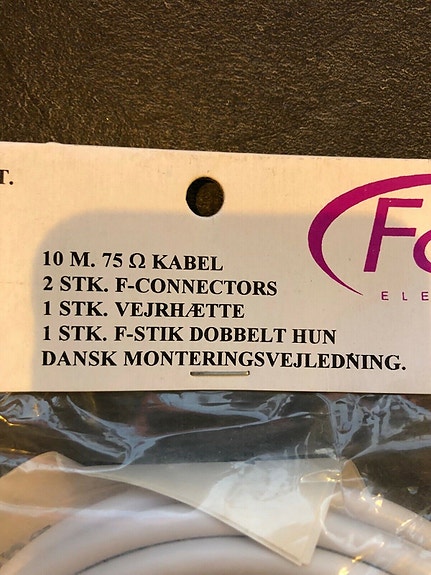 T.
10 M. 75 Ω KABEL
2 STK. F-CONNECTORS
1 STK. VEJRHÆTTE
1 STK. F-STIK DOBBELT HUN
DANSK MONTERINGSVEJLEDNING.
Fo
ELE